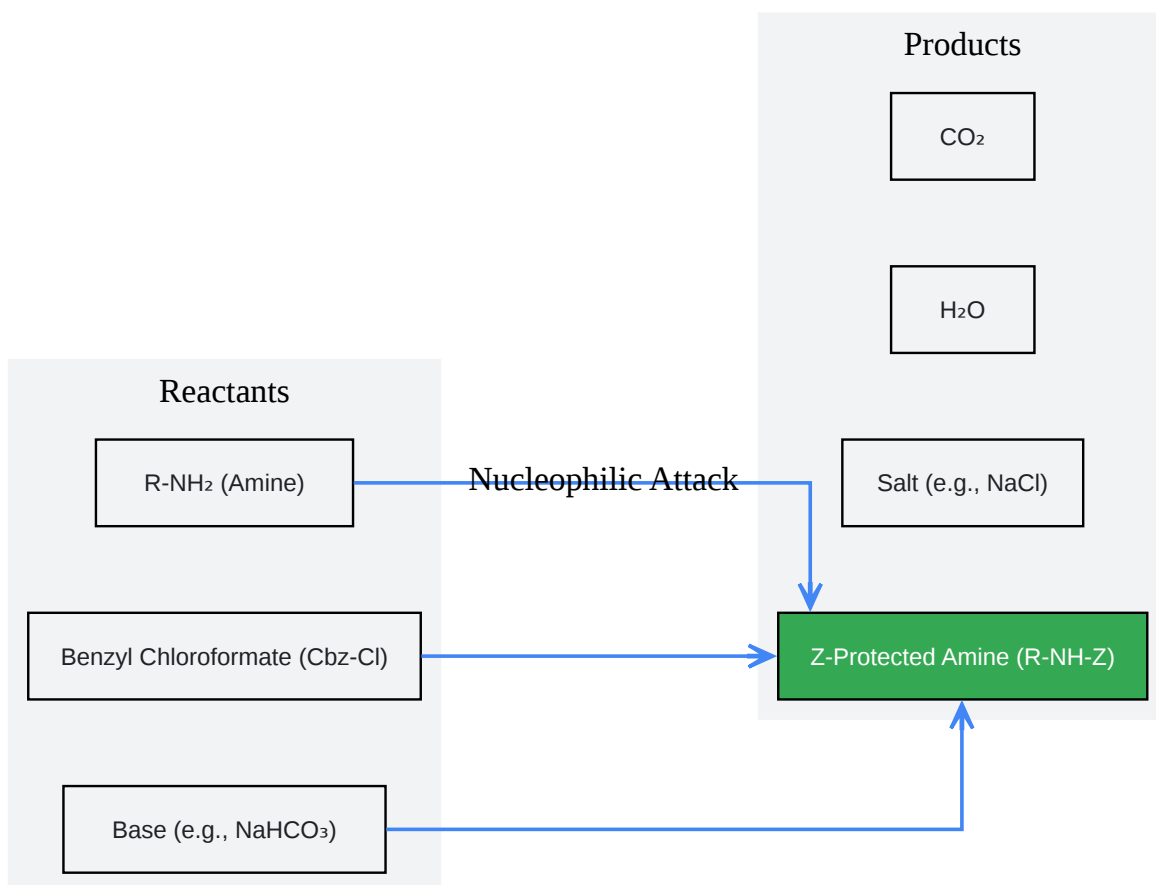 Products
CO₂
H₂O
Reactants
R-NH₂ (Amine)
Nucleophilic Attack
Salt (e.g., NaCl)
Benzyl Chloroformate (Cbz-Cl)
Z-Protected Amine (R-NH-Z)
Base (e.g., NaHCO₃)